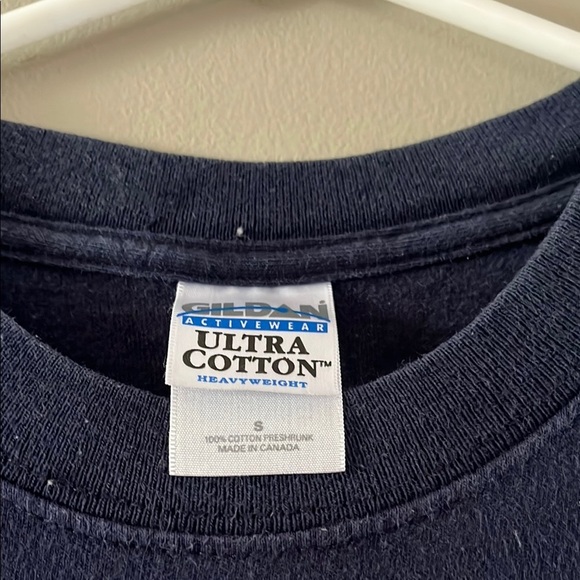 GILDAN
ACTIVEWEAR
ULTRA
COTTON™
HEAVYWEIGHT
S
100% COTTON PRESHRUNK
MADE IN CANADA